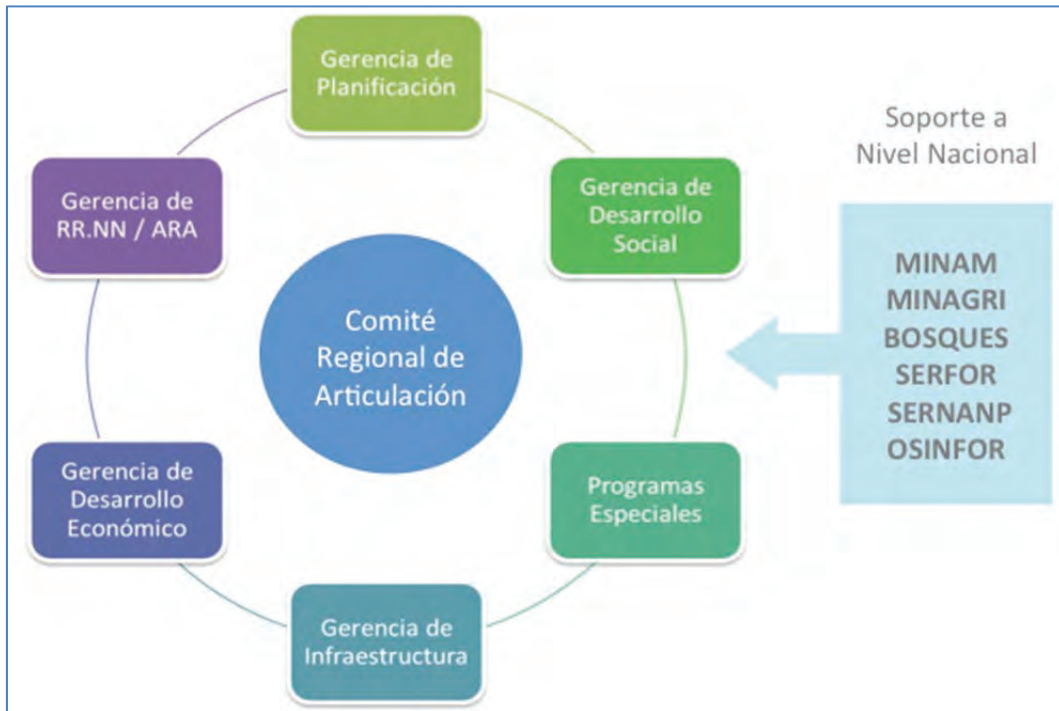 Gerencia de
Planificación
Gerencia de
Desarrollo
Social
Programas
Especiales
Gerencia de
Infraestructura
Gerencia de
Desarrollo
Económico
Gerencia de
RR.NN / ARA
Comité
Regional de
Articulación
Soporte a
Nivel Nacional
MINAM
MINAGRI
BOSQUES
SERFOR
SERNANP
OSINFOR